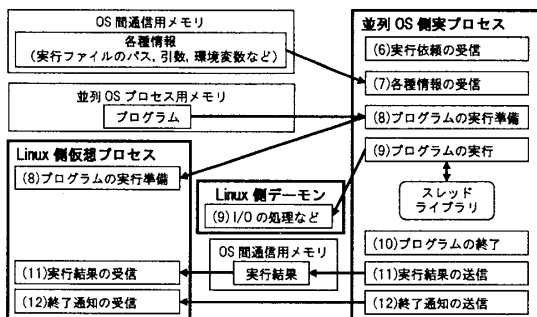 OS 間通信用メモリ
各種情報
(実行ファイルのパス, 引数, 環境変数など)
並列 OS プロセス用メモリ
プログラム
Linux 側仮想プロセス
(8)プログラムの実行準備
Linux 側デーモン
(9) I/O の処理など
OS 間通信用メモリ
実行結果
(11)実行結果の受信
(12)終了通知の受信
並列 OS 側実プロセス
(6)実行依頼の受信
(7)各種情報の受信
(8)プログラムの実行準備
(9)プログラムの実行
スレッド
ライブラリ
(10)プログラムの終了
(11)実行結果の送信
(12)終了通知の送信